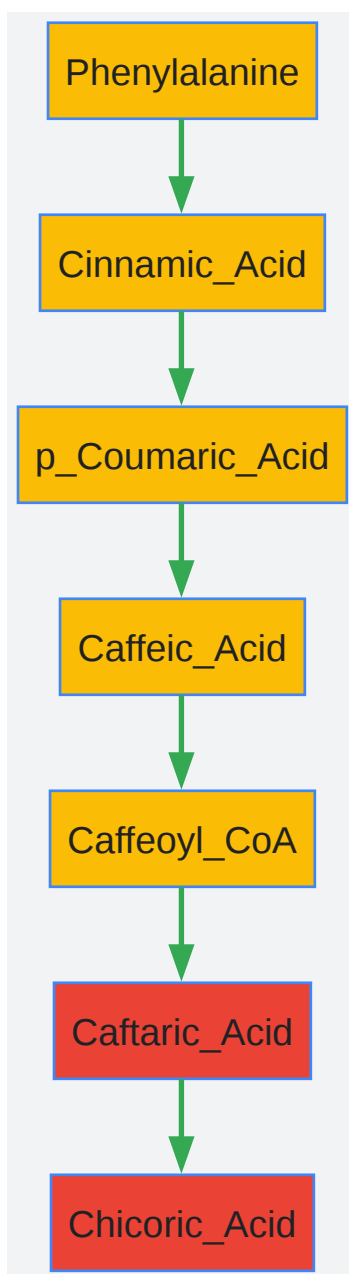 Phenylalanine
Cinnamic_Acid
p_Coumaric_Acid
Caffeic_Acid
Caffeoyl_CoA
Caftaric_Acid
Chicoric_Acid